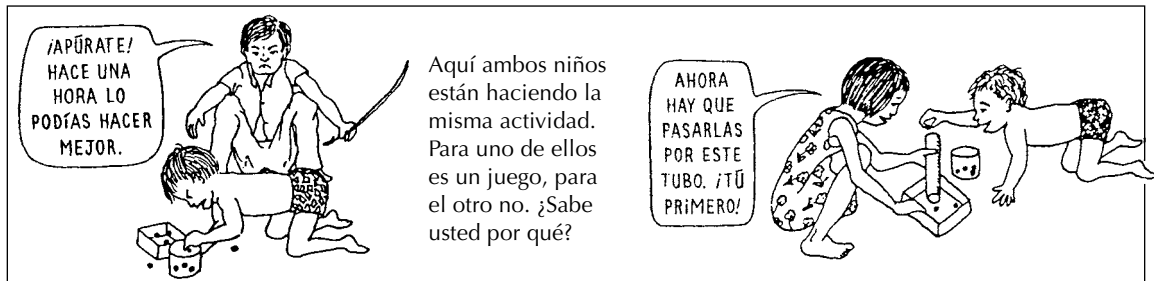 ¡APÚRATE!
HACE UNA
HORA LO
PODÍAS HACER
MEJOR.
Aquí ambos niños
están haciendo la
misma actividad.
Para uno de ellos
es un juego, para
el otro no. ¿Sabe
usted por qué?
AHORA
HAY QUE
PASARLAS
POR ESTE
TUBO. ¡TÚ
PRiMERO!